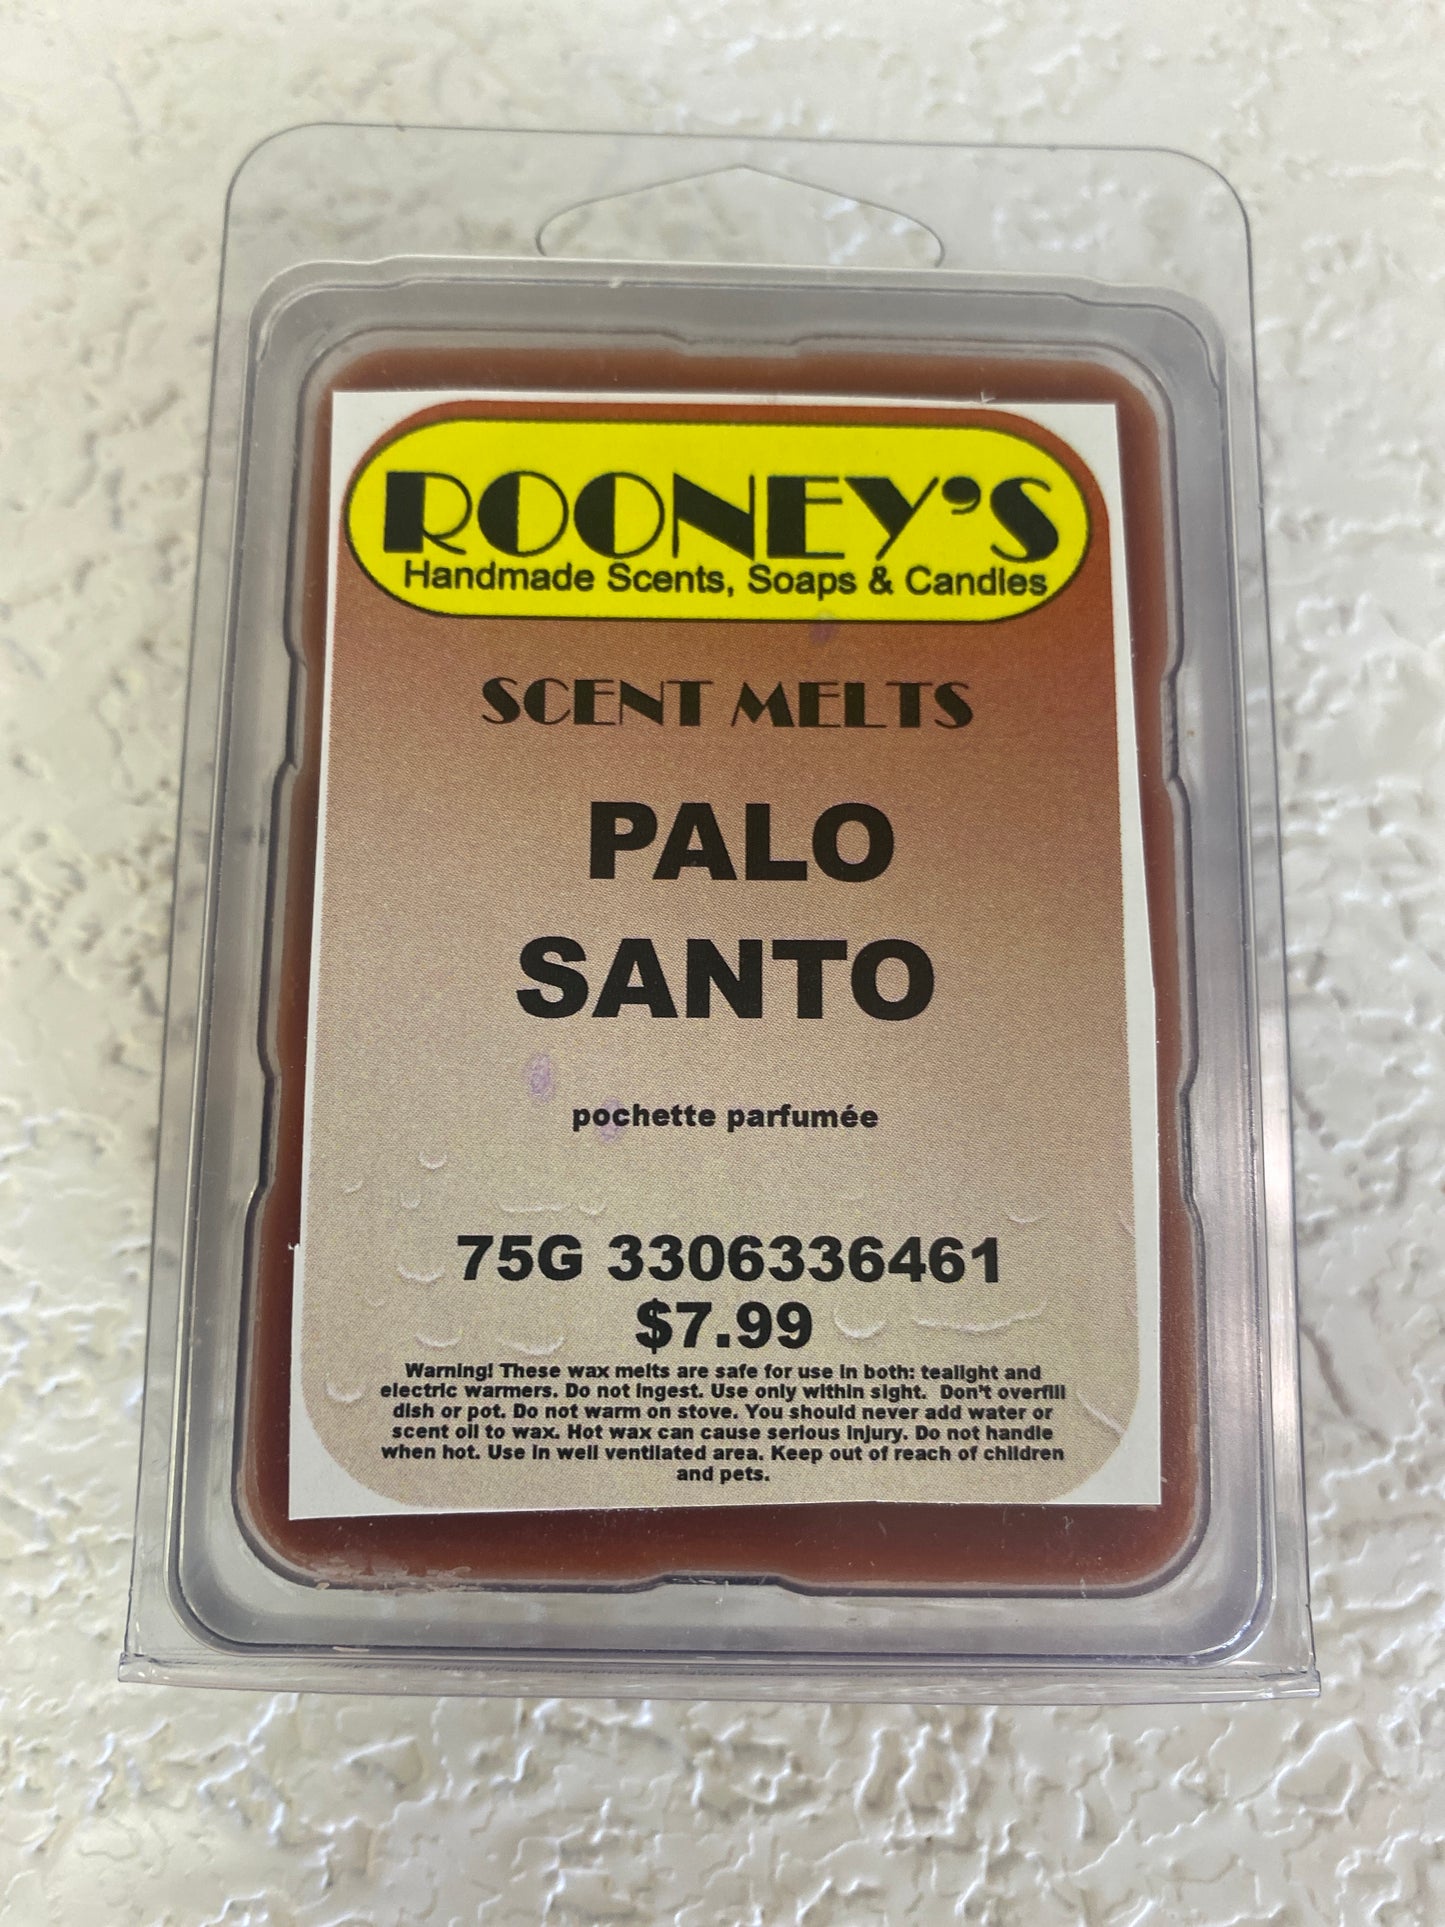 ROONEY'S
Handmade Scents, Soaps & Candles
SCENT MELTS
PALO
SANTO
pochette parfumée
75G 3306336461
$7.99
Warning! These wax melts are safe for use in both: tealight and
electric warmers. Do not ingest. Use only within sight. Don't overfill
dish or pot. Do not warm on stove. You should never add water or
scent oil to wax. Hot wax can cause serious injury. Do not handle
when hot. Use in well ventilated area. Keep out of reach of children
and pets.